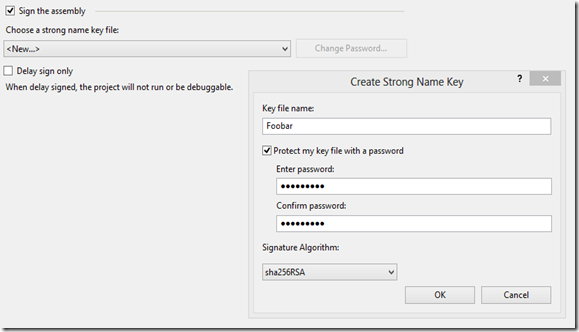 Sign the assembly
Choose a strong name key file:
<New...>
Change Password...
Delay sign only
When delay signed, the project will not run or be debuggable.
Create Strong Name Key
?
Key file name:
Foobar
Protect my key file with a password
Enter password:
●●●●●●●●●
Confirm password:
●●●●●●●●●
Signature Algorithm:
sha256RSA
OK
Cancel